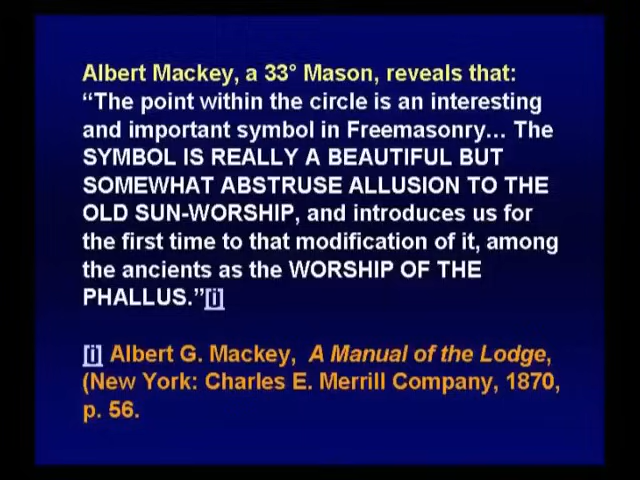 Albert Mackey, a 33° Mason, reveals that:
“The point within the circle is an interesting
and important symbol in Freemasonry... The
SYMBOL IS REALLY A BEAUTIFUL BUT
SOMEWHAT ABSTRUSE ALLUSION TO THE
OLD SUN-WORSHIP, and introduces us for
the first time to that modification of it, among
the ancients as the WORSHIP OF THE
PHALLUS.”[i]
[i] Albert G. Mackey, A Manual of the Lodge,
(New York: Charles E. Merrill Company, 1870,
p. 56.